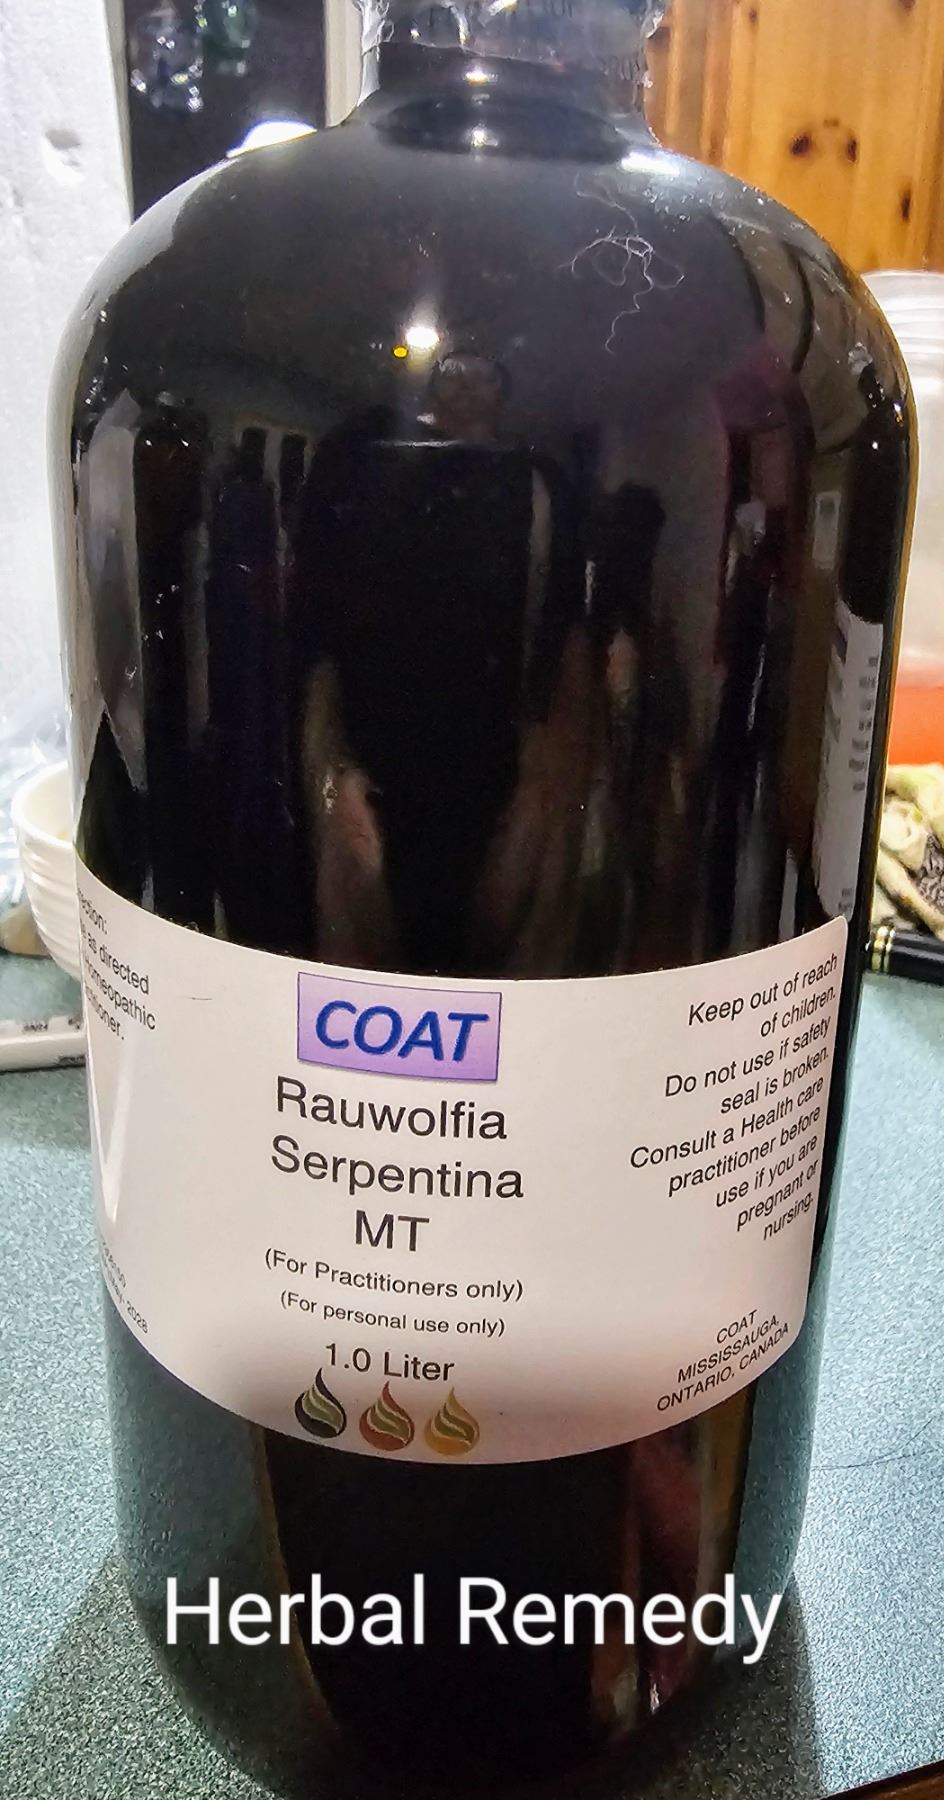 as directed
COAT
Rauwolfia
Serpentina
MT
(For Practitioners only)
(For personal use only)
1.0 Liter
Keep out of reach
of children.
Do not use if safety
seal is broken.
Consult a Health care
practitioner before
use if you are
pregnant or
nursing.
COAT
MISSISSAUGA,
ONTARIO, CANADA
Herbal Remedy